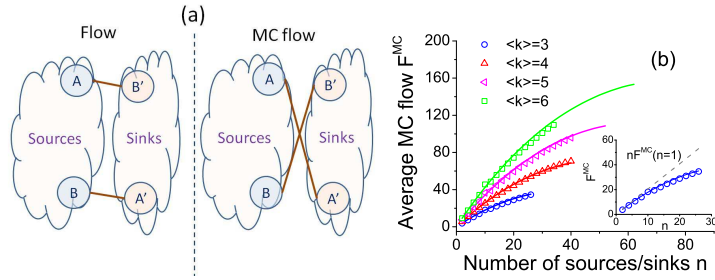 (a)
Flow
MC flow
A
B′
Sources
Sinks
B
A′
A
B′
Sources
Sinks
B
A′
(b)
Average MC flow F^MC
200
160
120
80
40
0
<k>=3
<k>=4
<k>=5
<k>=6
0 20 40 60 80
Number of sources/sinks n
F^MC
60
40
20
0
nF^MC(n=1)
0 10 20 30
n